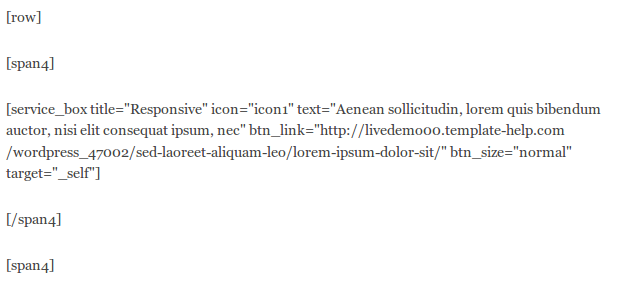 [row]
[span4]
[service_box title="Responsive" icon="icon1" text="Aenean sollicitudin, lorem quis bibendum
auctor, nisi elit consequat ipsum, nec" btn_link="http://livedemo00.template-help.com
/wordpress_47002/sed-laoreet-aliquam-leo/lorem-ipsum-dolor-sit/" btn_size="normal"
target="_self"]
[/span4]
[span4]